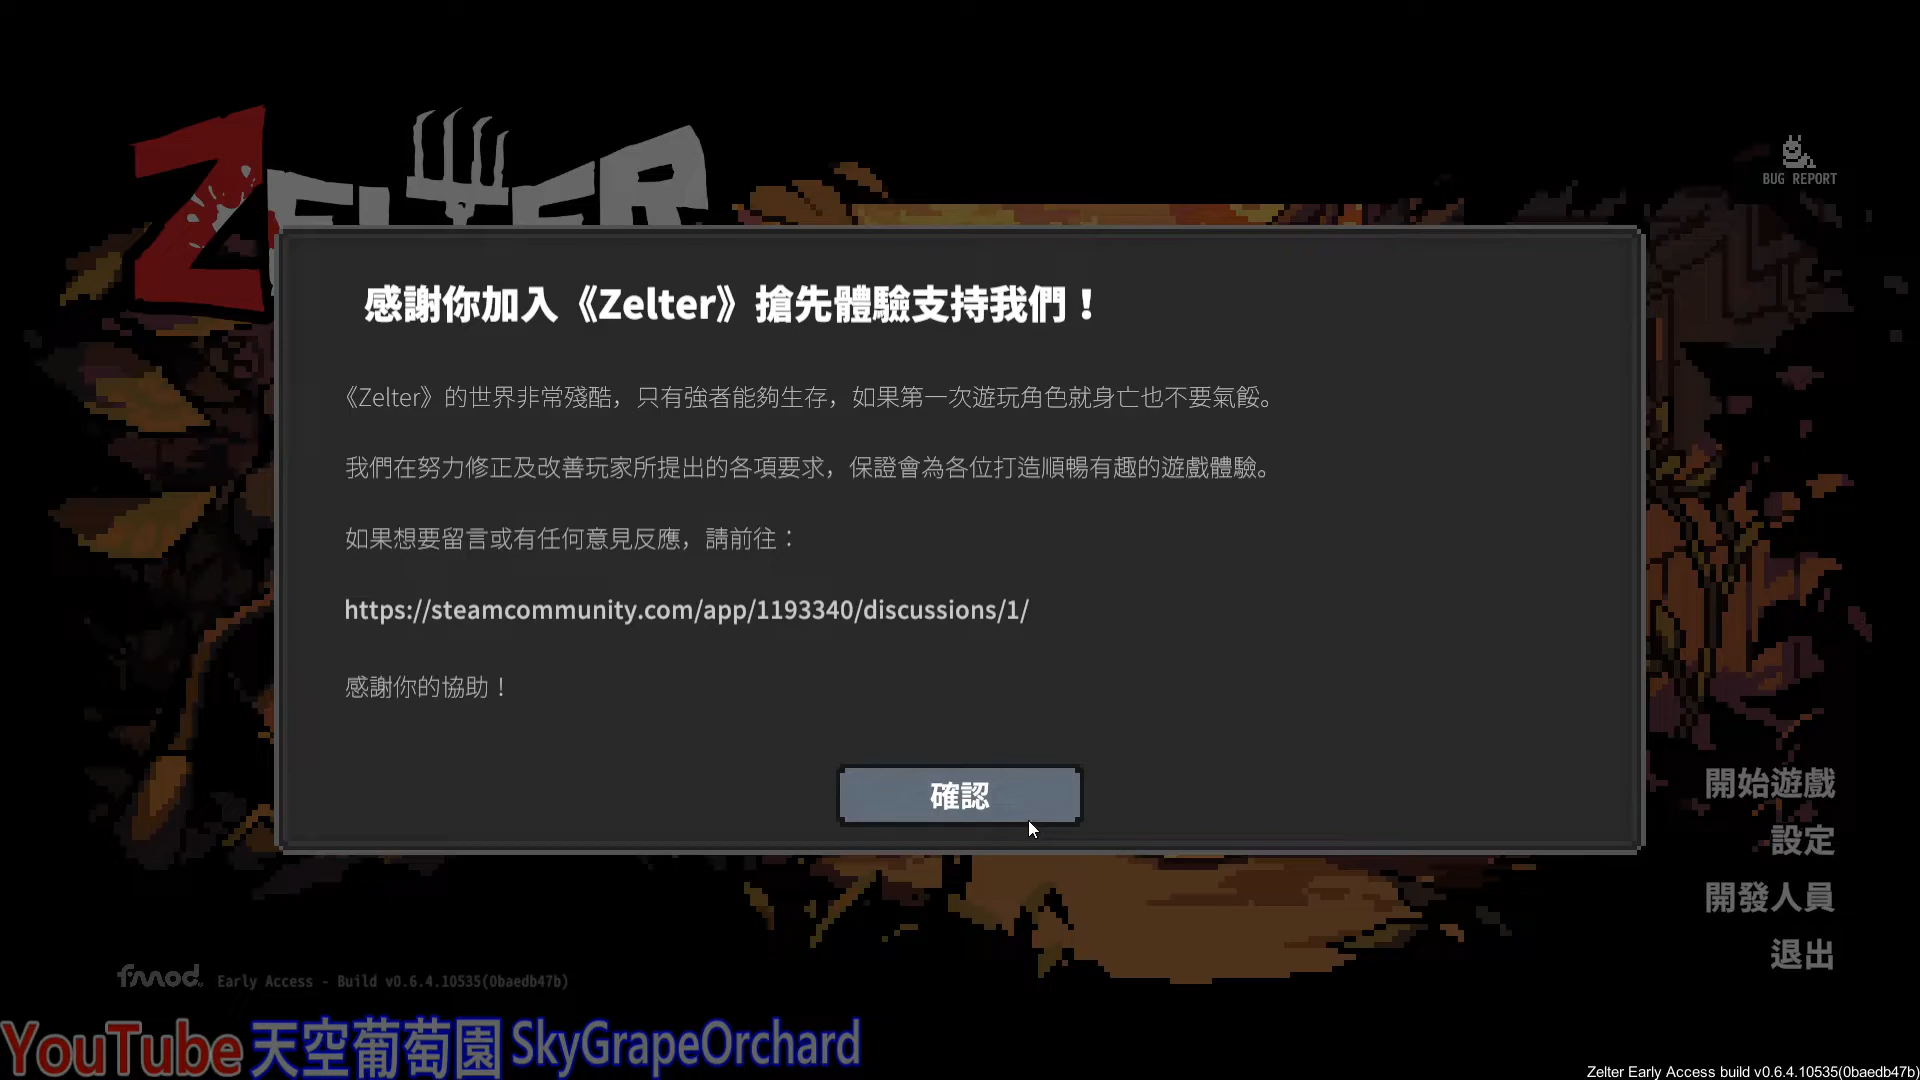 ZELTER
BUG REPORT
感謝你加入《Zelter》搶先體驗支持我們！
《Zelter》的世界非常殘酷，只有強者能夠生存，如果第一次遊玩角色就身亡也不要氣餒。
我們在努力修正及改善玩家所提出的各項要求，保證會為各位打造順暢有趣的遊戲體驗。
如果想要留言或有任何意見反應，請前往：
https://steamcommunity.com/app/1193340/discussions/1/
感謝你的協助！
確認
開始遊戲
設定
開發人員
退出
fmod Early Access - Build v0.6.4.10535(0baedb47b)
YouTube 天空葡萄園 SkyGrapeOrchard
Zelter Early Access build v0.6.4.10535(0baedb47b)